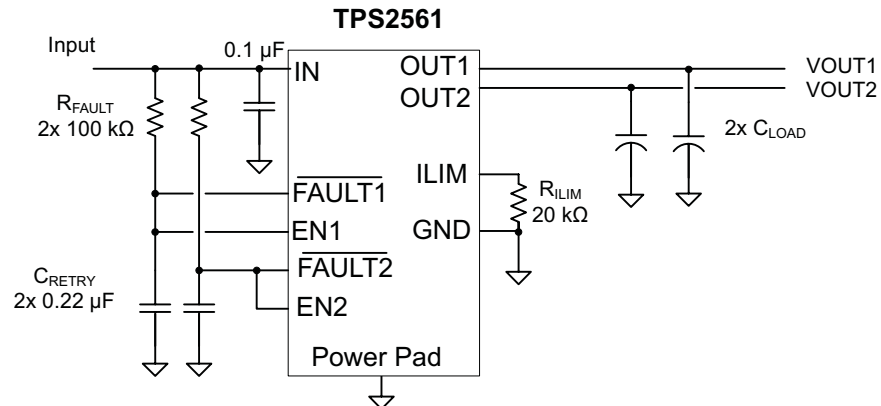 TPS2561
Input
0.1 µF
IN
OUT1
VOUT1
OUT2
VOUT2
RFAULT
2x 100 kΩ
2x CLOAD
ILIM
RILIM
20 kΩ
FAULT1
EN1
GND
FAULT2
CRETRY
2x 0.22 µF
EN2
Power Pad